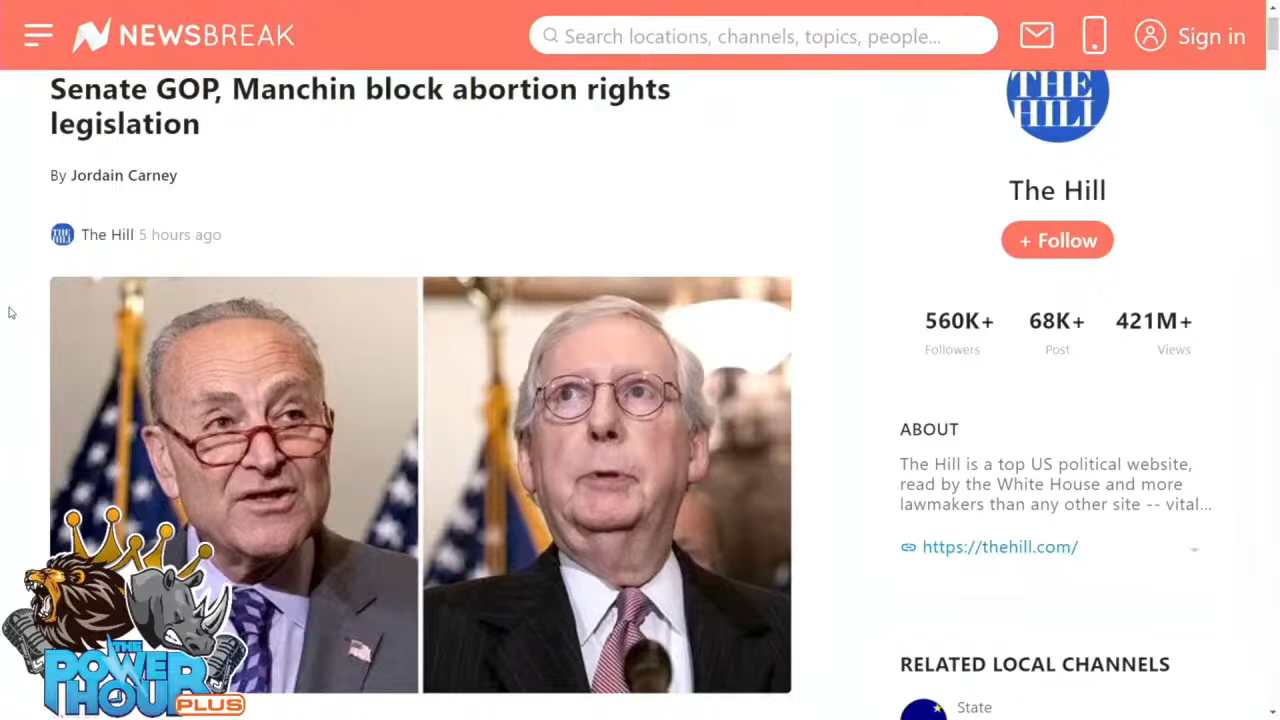 NEWSBREAK
Search locations, channels, topics, people...
Sign in
Senate GOP, Manchin block abortion rights
legislation
By Jordain Carney
THE HILL
The Hill 5 hours ago
THE
HILL
The Hill
+ Follow
560K+ 68K+ 421M+
Followers Post Views
ABOUT
The Hill is a top US political website,
read by the White House and more
lawmakers than any other site -- vital...
https://thehill.com/
RELATED LOCAL CHANNELS
State
THE
POWER
HOUR
PLUS